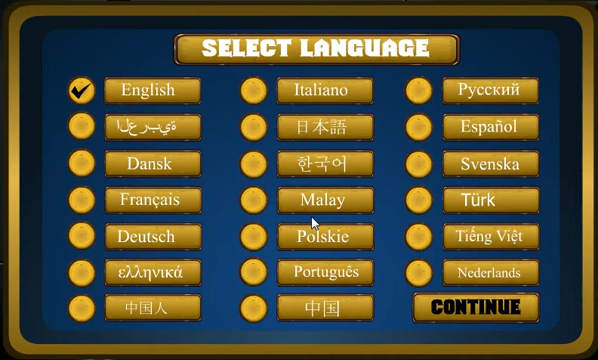 SELECT LANGUAGE
English
العربية
Dansk
Français
Deutsch
ελληνικά
中国人
Italiano
日本語
한국어
Malay
Polskie
Português
中国
Русский
Español
Svenska
Türk
Tiếng Việt
Nederlands
CONTINUE